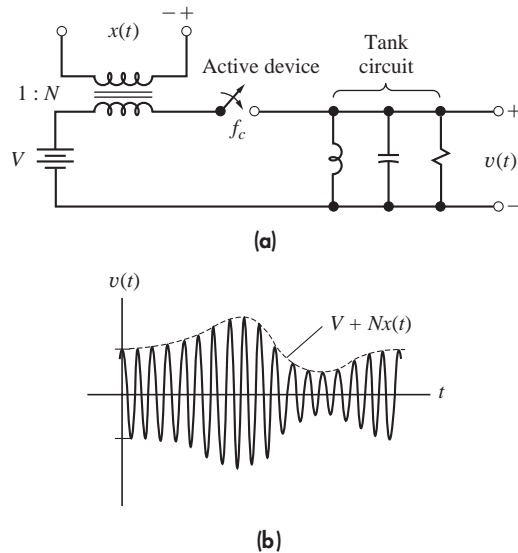 x(t)
− +
Active device
Tank
circuit
1 : N
f_c
+
V
v(t)
−
(a)
v(t)
V + Nx(t)
t
(b)